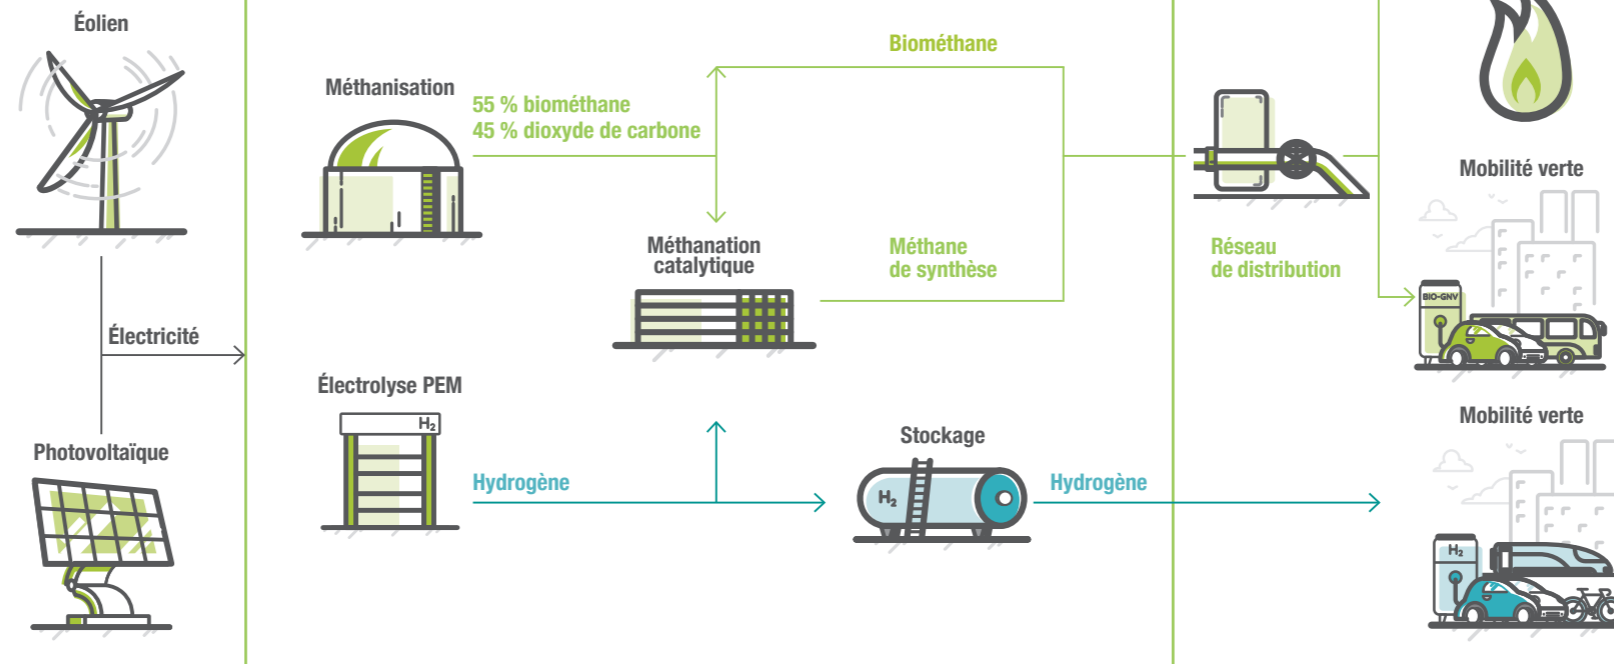 Éolien
Électricité
Photovoltaïque
Méthanisation
55 % biométhane
45 % dioxyde de carbone
Biométhane
Méthanation
catalytique
Méthane
de synthèse
Électrolyse PEM
H₂
Hydrogène
Stockage
H₂
Hydrogène
Réseau
de distribution
Mobilité verte
BIO-GNV
Mobilité verte
H₂